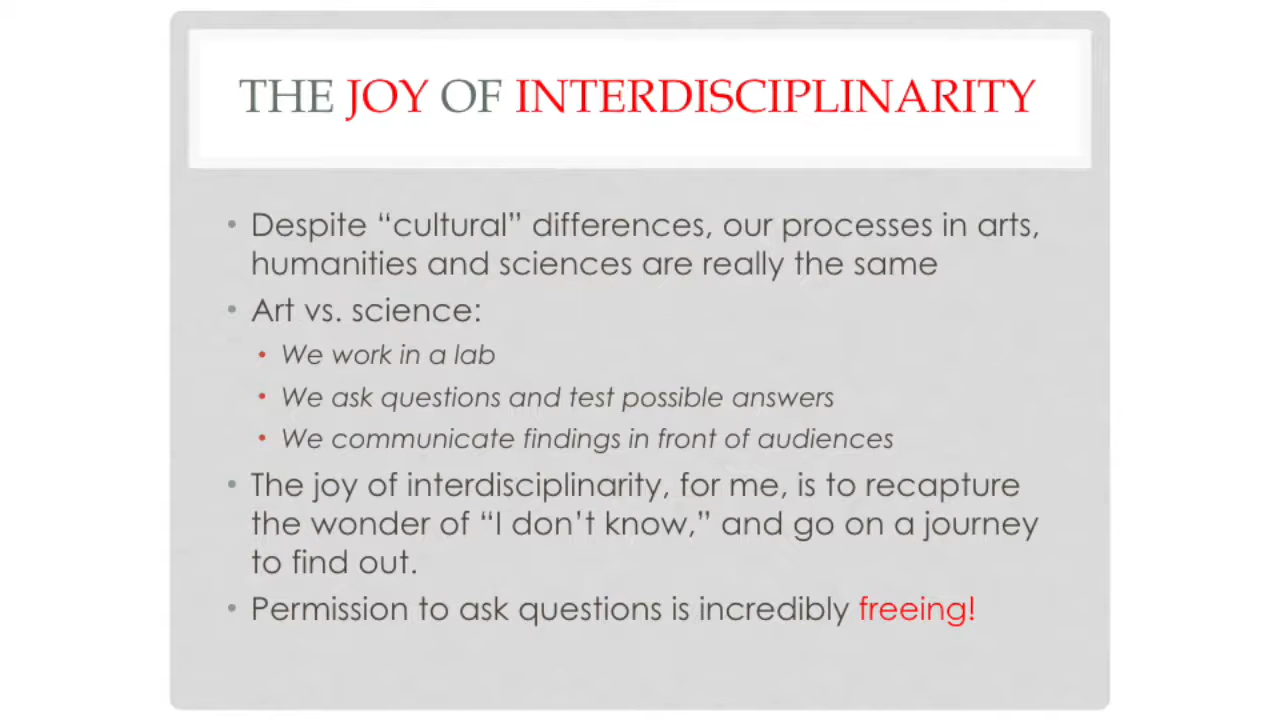 THE JOY OF INTERDISCIPLINARITY
• Despite “cultural” differences, our processes in arts,
humanities and sciences are really the same
• Art vs. science:
• We work in a lab
• We ask questions and test possible answers
• We communicate findings in front of audiences
• The joy of interdisciplinarity, for me, is to recapture
the wonder of “I don’t know,” and go on a journey
to find out.
• Permission to ask questions is incredibly freeing!